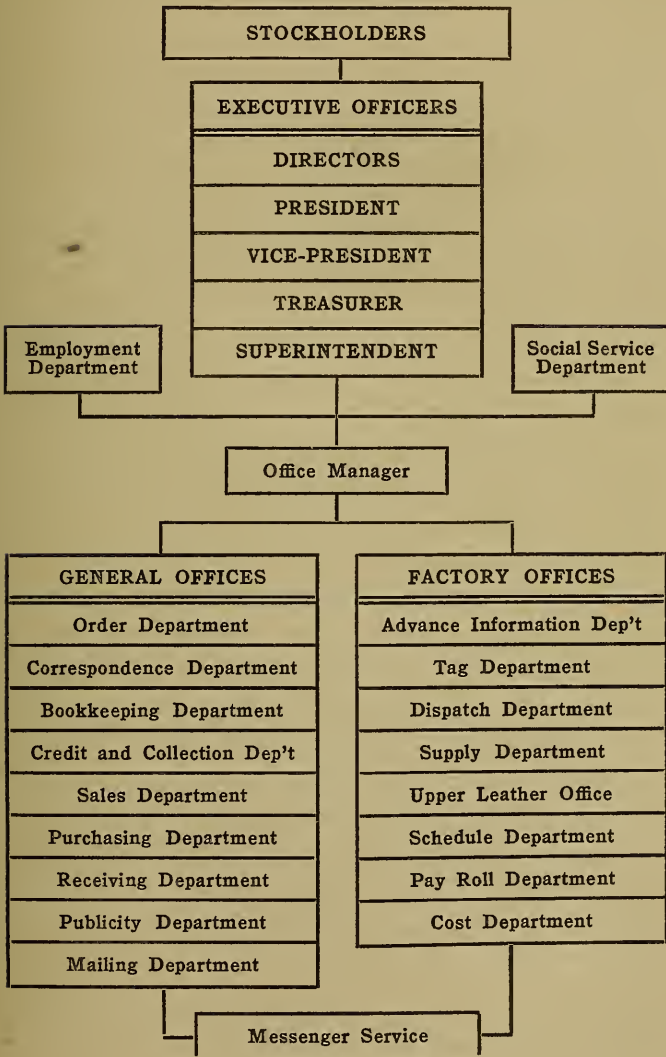 STOCKHOLDERS
EXECUTIVE OFFICERS
DIRECTORS
PRESIDENT
VICE-PRESIDENT
TREASURER
SUPERINTENDENT
Employment
Department
Social Service
Department
Office Manager
GENERAL OFFICES
Order Department
Correspondence Department
Bookkeeping Department
Credit and Collection Dep't
Sales Department
Purchasing Department
Receiving Department
Publicity Department
Mailing Department
FACTORY OFFICES
Advance Information Dep't
Tag Department
Dispatch Department
Supply Department
Upper Leather Office
Schedule Department
Pay Roll Department
Cost Department
Messenger Service